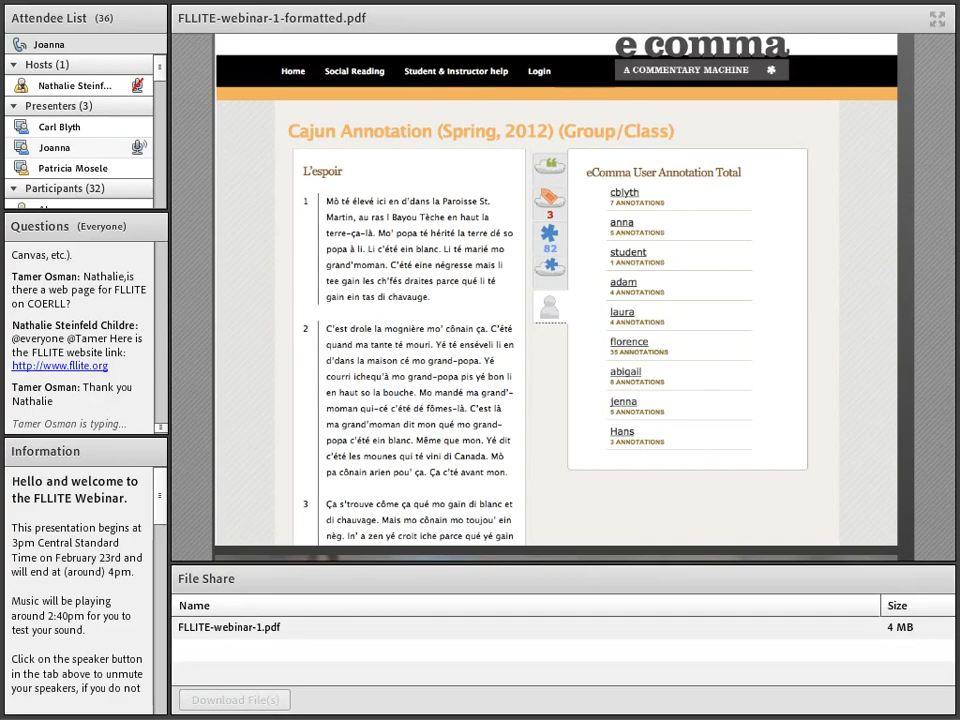 Attendee List (36)
Joanna
Hosts (1)
Nathalie Steinf...
Presenters (3)
Carl Blyth
Joanna
Patricia Mosele
Participants (32)
Questions (Everyone)
Canvas, etc.).
Tamer Osman: Nathalie,is
there a web page for FLLITE
on COERLL?
Nathalie Steinfeld Childre:
@everyone @Tamer Here is
the FLLITE website link:
http://www.fllite.org
Tamer Osman: Thank you
Nathalie
Tamer Osman is typing...
Information
Hello and welcome to
the FLLITE Webinar.
This presentation begins at
3pm Central Standard
Time on February 23rd and
will end at (around) 4pm.
Music will be playing
around 2:40pm for you to
test your sound.
Click on the speaker button
in the tab above to unmute
your speakers, if you do not
FLLITE-webinar-1-formatted.pdf
e comma
A COMMENTARY MACHINE
Home Social Reading Student & Instructor help Login
Cajun Annotation (Spring, 2012) (Group/Class)
L'espoir
1 Mò té élevé ici en d'dans la Paroisse St.
Martin, au ras l Bayou Tèche en haut la
terre-ça-là. Mo' popa té hérité la terre dé so
popa à li. Li c'été ein blanc. Li té marié mo
grand'moman. C'été eine négresse mais li
tee gain les ch'fés draites parce qué li té
gain ein tas di chavauge.
2 C'est drole la mognière mo' cônain ça. C'été
quand ma tante té mouri. Yé té enséveli li en
d'dans la maison cé mo grand-popa. Yé
courri ichequ'à mo grand-popa pis yé bon li
en haut so la bouche. Mo mandé ma grand'-
moman qui-cé c'été dé fômes-là. C'est là
ma grand'moman dit mon qué mo grand-
popa c'été ein blanc. Même que mon. Yé dit
c'été les mounes qui té vini di Canada. Mò
pa cônain arien pou' ça. Ça c'té avant mon.
3 Ça s'trouve côme ça qué mo gain di blanc et
di chauvage. Mais mo cônain mo toujou' ein
nèg. In' a zen yé croit iche parce qué yé gain
3
82
eComma User Annotation Total
cblyth
7 ANNOTATIONS
anna
5 ANNOTATIONS
student
1 ANNOTATIONS
adam
4 ANNOTATIONS
laura
4 ANNOTATIONS
florence
35 ANNOTATIONS
abigail
6 ANNOTATIONS
jenna
5 ANNOTATIONS
Hans
3 ANNOTATIONS
File Share
Name Size
FLLITE-webinar-1.pdf 4 MB
Download File(s)